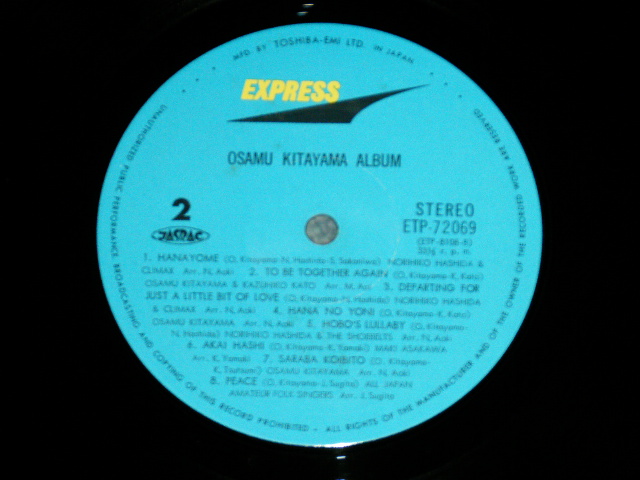 MFD. BY TOSHIBA-EMI LTD. IN JAPAN
EXPRESS
OSAMU KITAYAMA ALBUM
2
JASRAC
STEREO
ETP-72069
33⅓ r. p. m.
1. HANAYOME (O. Kitayama-N. Hashida-S. Sakaniwa) NORIHIKO HASHIDA &
CLIMAX Arr. N. Aoki 2. TO BE TOGETHER AGAIN (O. Kitayama-K. Kato)
OSAMU KITAYAMA & KAZUHIKO KATO Arr. M. 3. DEPARTING FOR
JUST A LITTLE BIT OF LOVE (O. Kitayama-N. Hashida) NORIHIKO HASHIDA
& CLIMAX Arr. N. Aoki 4. HANA NO YONI (O. Kitayama-K. Kato)
OSAMU KITAYAMA Arr. N. Aoki 5. HOBO'S LULLABY (O. Kitayama-
N. Hashida) NORIHIKO HASHIDA & THE SHOEBELTS Arr. N. Aoki
6. AKAI HASHI (O. Kitayama-K. Yamaki) MAKI ASAKAWA
Arr. K. Yamaki 7. SARABA KOIBITO (O. Kitayama-
K. Tsutsumi) OSAMU KITAYAMA Arr. N. Aoki
8. PEACE (O. Kitayama-J. Sugita) ALL JAPAN
AMATEUR FOLK SINGERS Arr. J. Sugita
UNAUTHORIZED PUBLIC PERFORMANCE, BROADCASTING AND COPYING OF THIS RECORD PROHIBITED - ALL RIGHTS OF THE MANUFACTURER AND OF THE OWNER OF THE RECORDED WORK ARE RESERVED